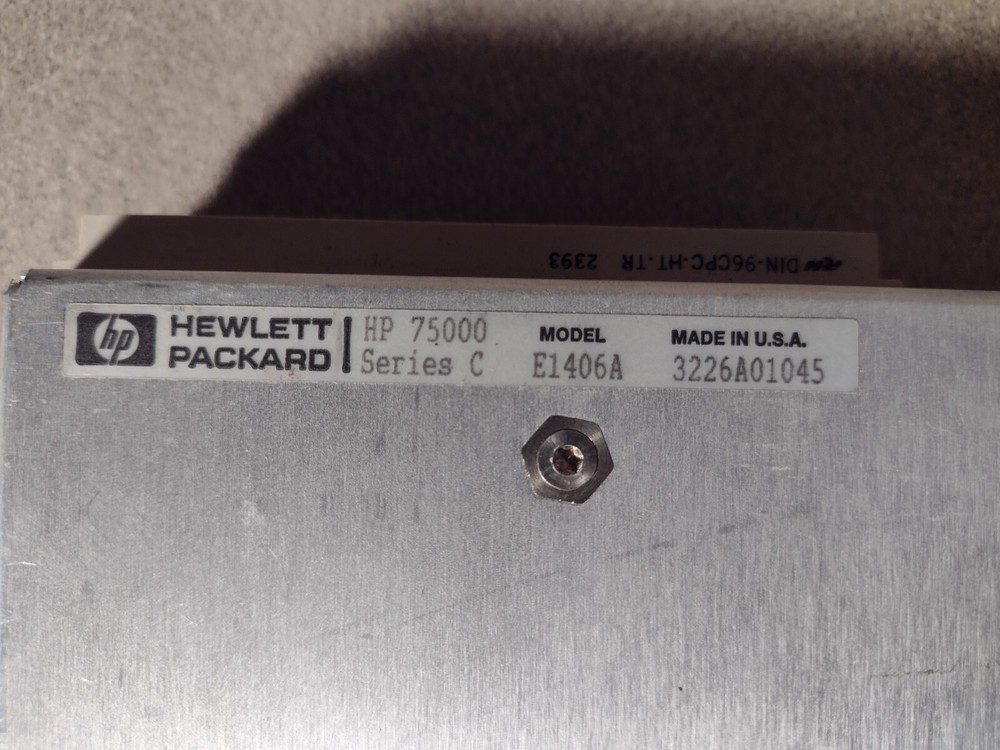 DIN-96CPC-HT-TR 2393
hp HEWLETT PACKARD
HP 75000
Series C
MODEL
E1406A
MADE IN U.S.A.
3226A01045